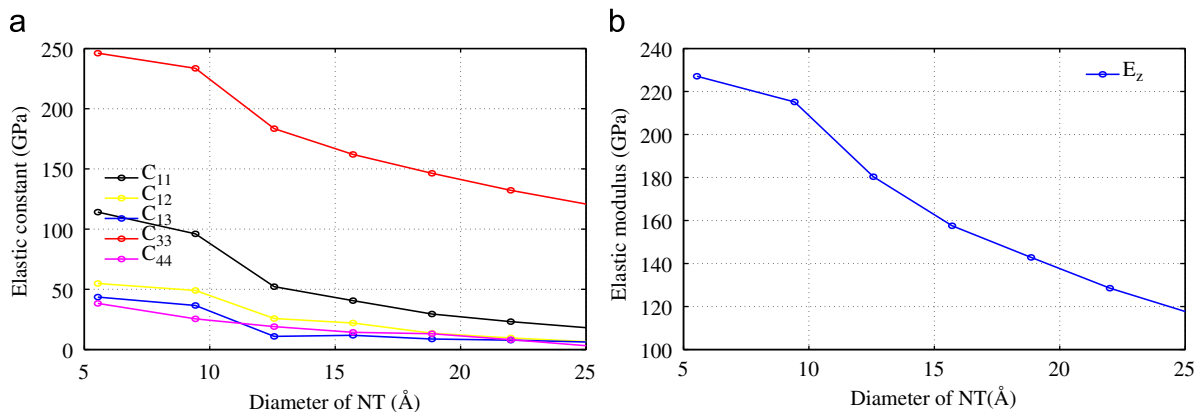 a
250
200
150
100
50
0
Elastic constant (GPa)
C11
C12
C13
C33
C44
5 10 15 20 25
Diameter of NT (Å)
b
240
220
200
180
160
140
120
100
Elastic modulus (GPa)
Ez
5 10 15 20 25
Diameter of NT(Å)